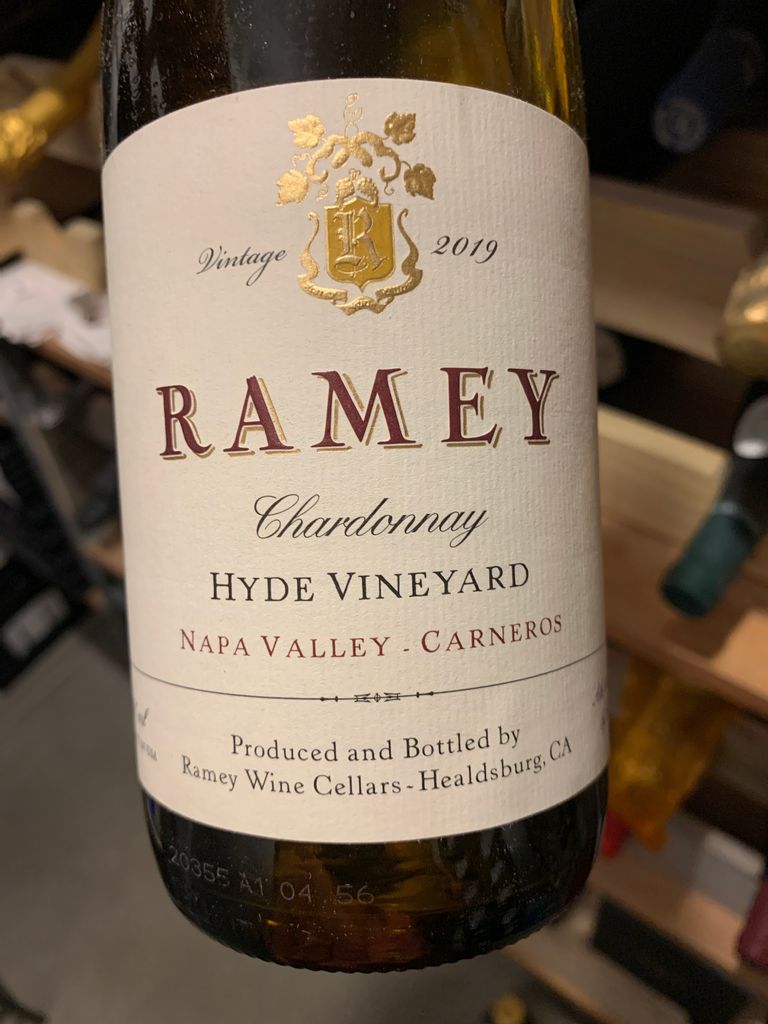 R
Vintage 2019
RAMEY
Chardonnay
HYDE VINEYARD
NAPA VALLEY - CARNEROS
Produced and Bottled by
Ramey Wine Cellars - Healdsburg, CA
20355 A1 04 56